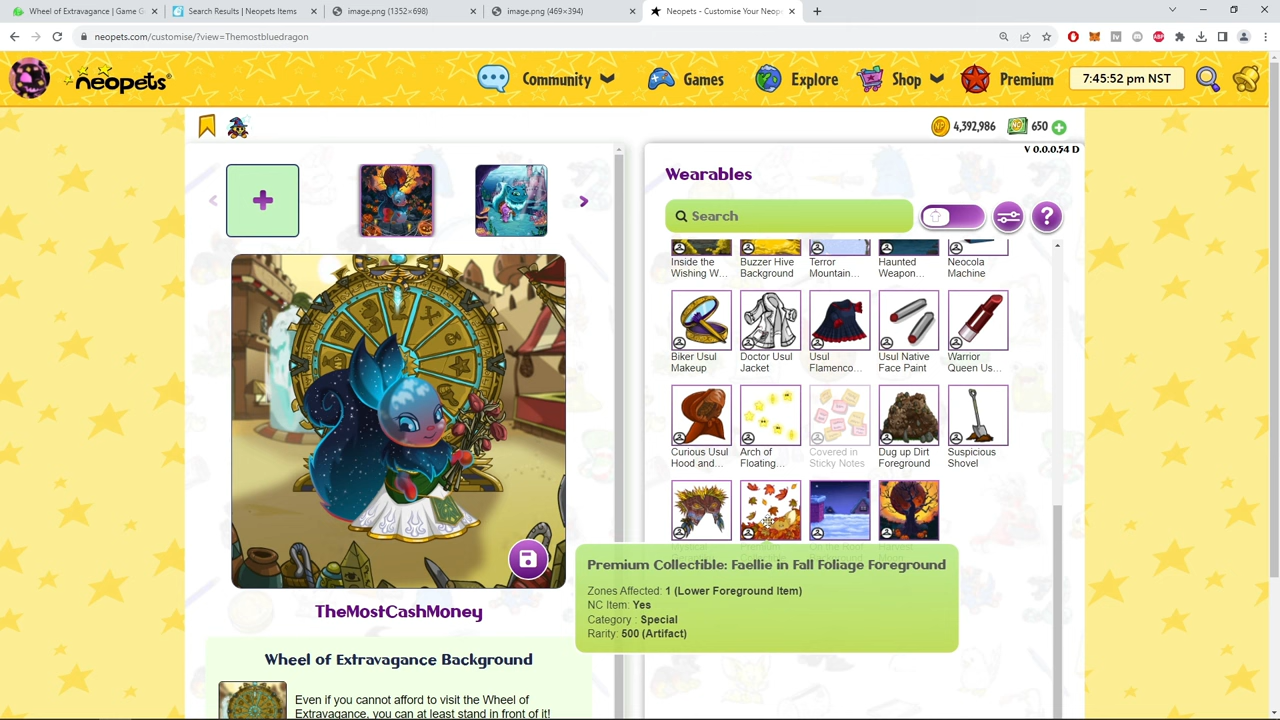 Wheel of Extravagance | Game G
Search Results | Neopets Items
image.png (1352×698)
image.png (469×394)
Neopets - Customise Your Neop
neopets.com/customise/?view=Themostbluedragon
neopets
Community
Games
Explore
Shop
Premium
7:45:52 pm NST
4,392,986
650
V 0.0.0.54 D
Wearables
Search
?
Inside the Wishing W...
Buzzer Hive Background
Terror Mountain...
Haunted Weapon...
Neocola Machine
Biker Usul Makeup
Doctor Usul Jacket
Usul Flamenco...
Usul Native Face Paint
Warrior Queen Us...
Curious Usul Hood and...
Arch of Floating...
Covered in Sticky Notes
Dug up Dirt Foreground
Suspicious Shovel
Premium Collectible: Faellie in Fall Foliage Foreground
Zones Affected: 1 (Lower Foreground Item)
NC Item: Yes
Category : Special
Rarity: 500 (Artifact)
TheMostCashMoney
Wheel of Extravagance Background
Even if you cannot afford to visit the Wheel of
Extravagance, you can at least stand in front of it!